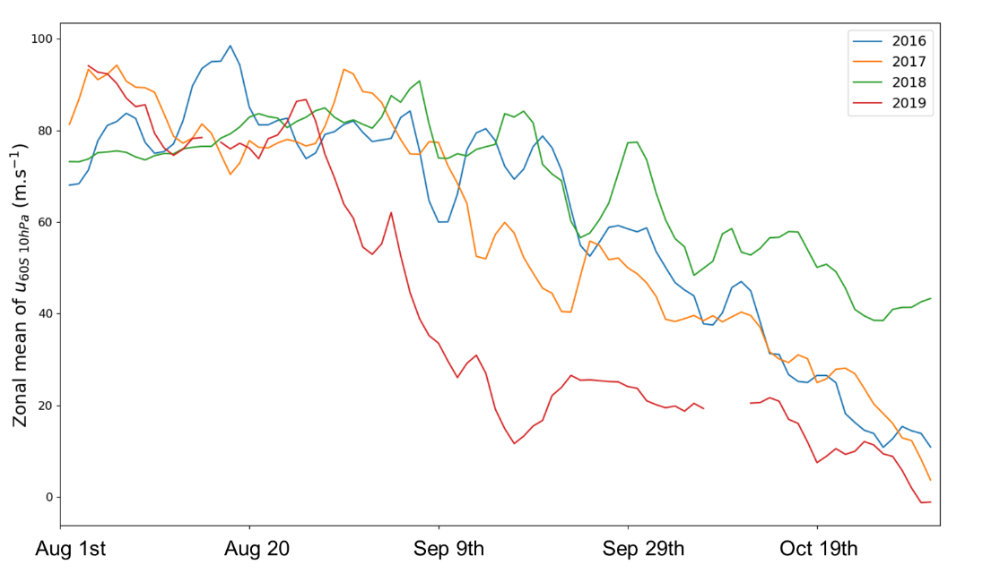 100
80
60
40
20
0
Zonal mean of u60S 10hPa (m.s−1)
2016
2017
2018
2019
Aug 1st
Aug 20
Sep 9th
Sep 29th
Oct 19th